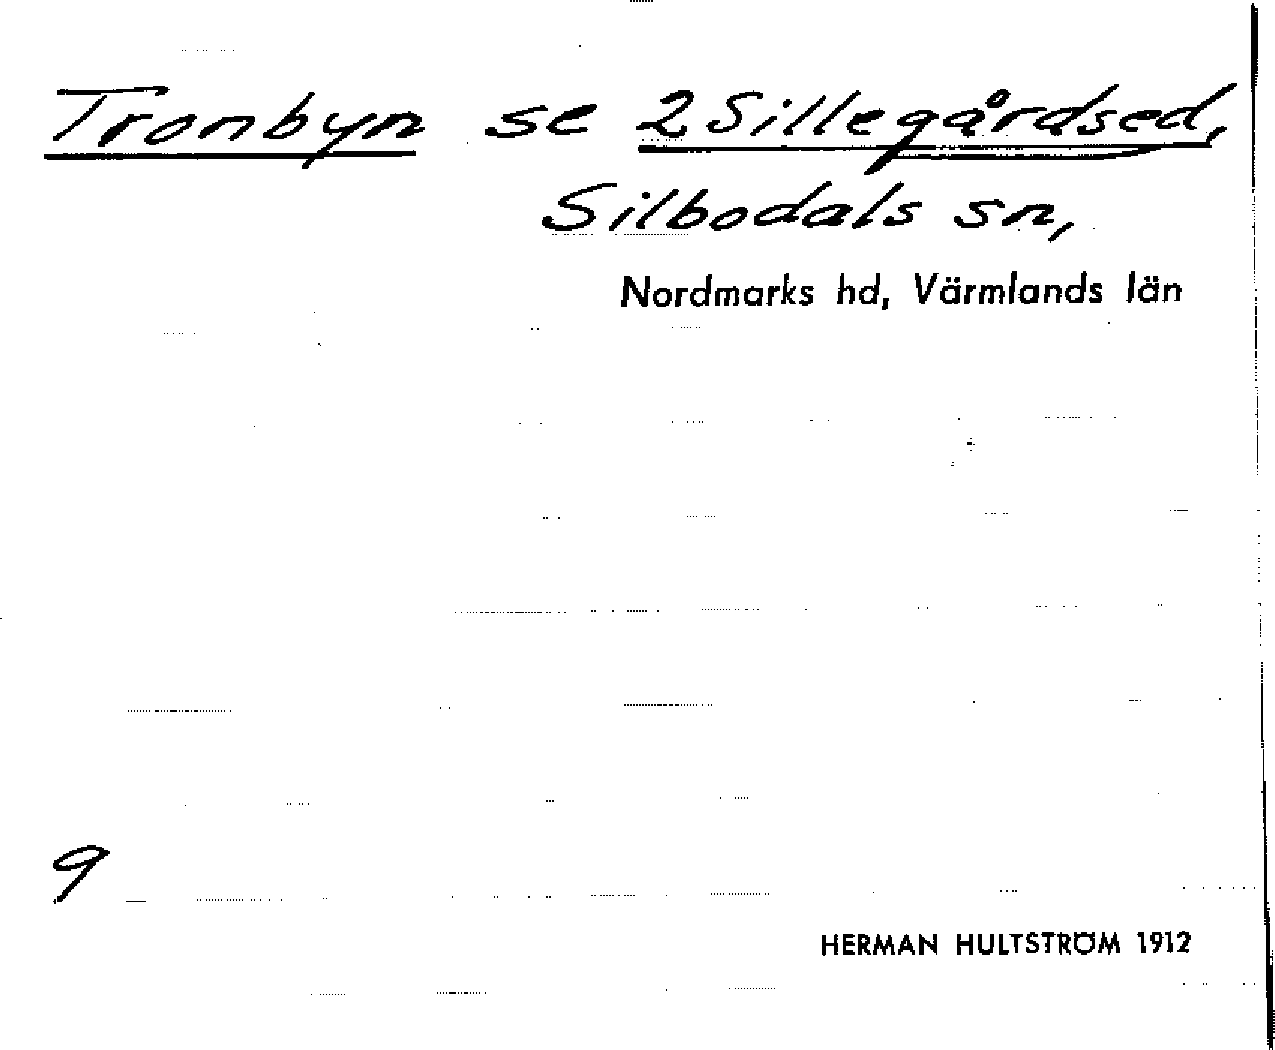 Tronbyn se 2 Sillegårdsed,
Silbodals sn,
Nordmarks hd, Värmlands län
9
HERMAN HULTSTRÖM 1912